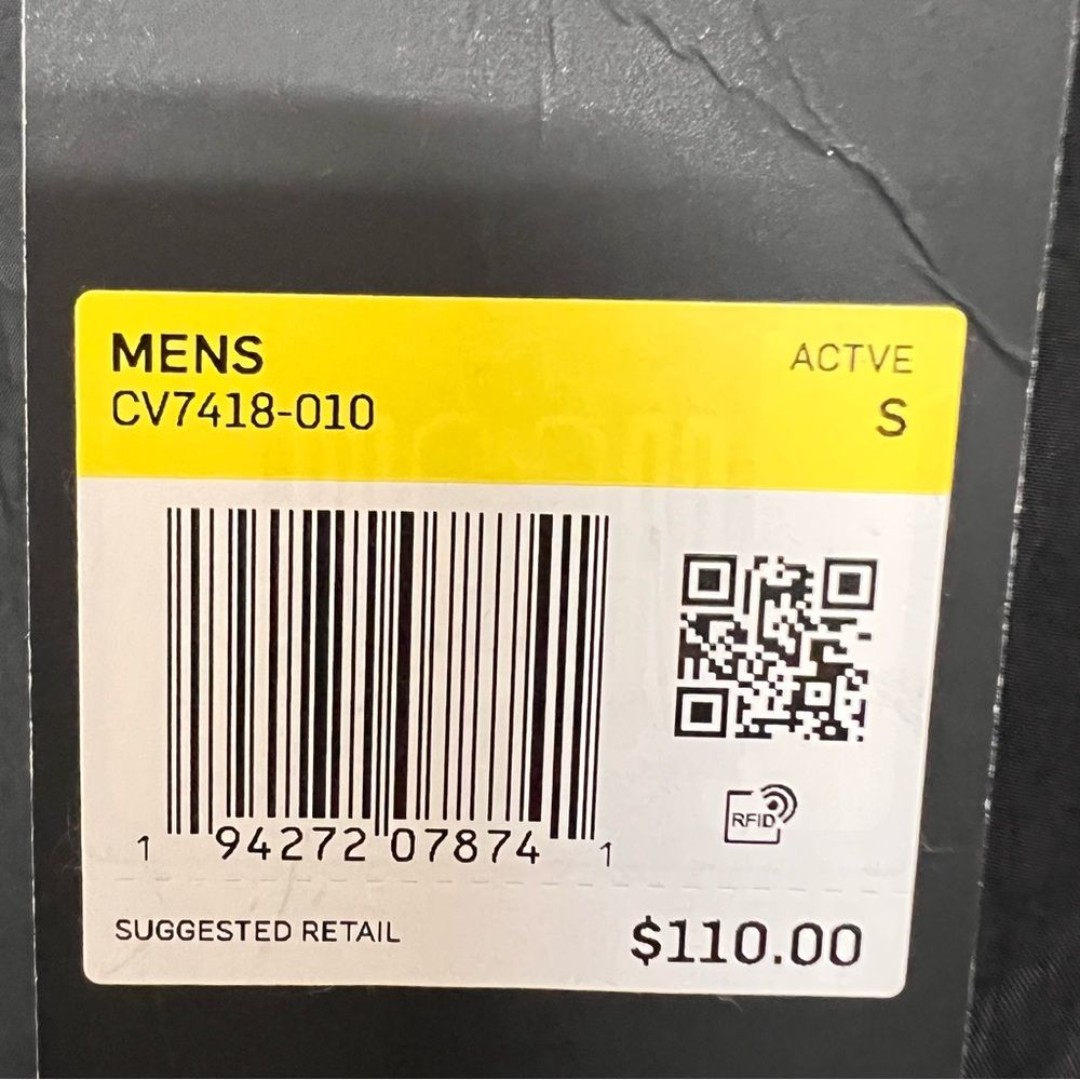 MENS
ACTVE
CV7418-010
S
RFID
1 94272 07874 1
SUGGESTED RETAIL
$110.00